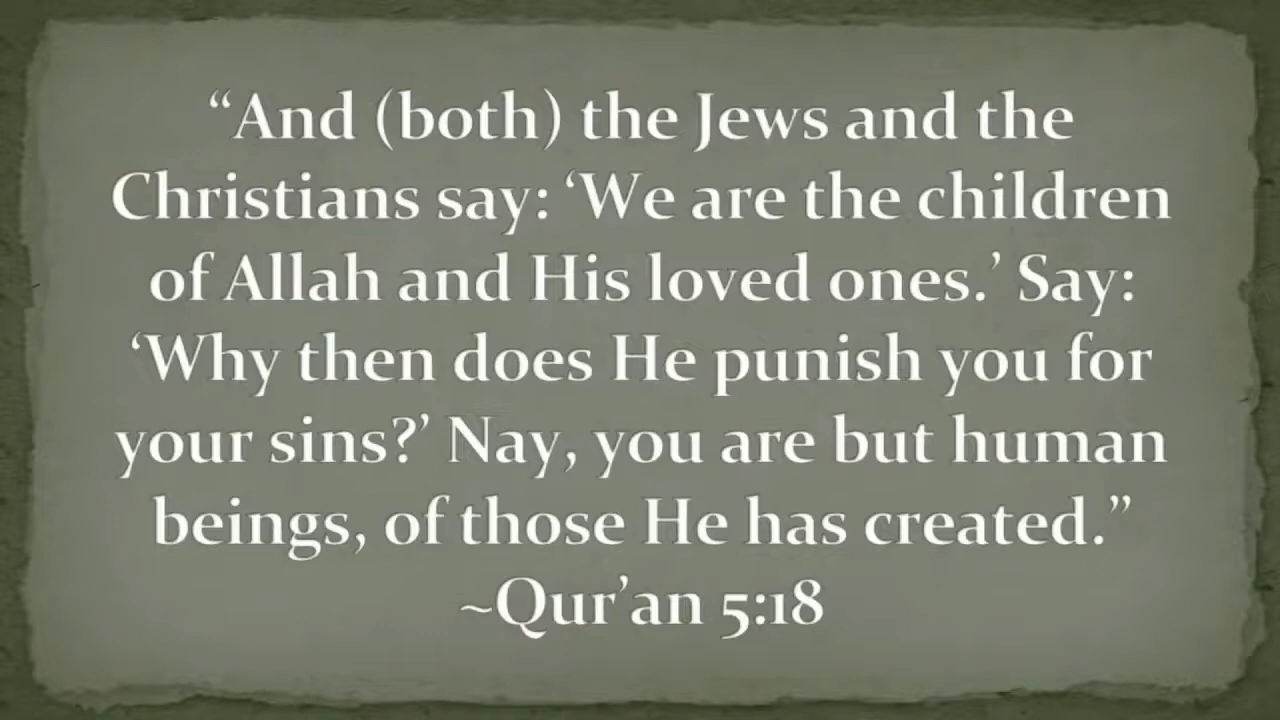 “And (both) the Jews and the
Christians say: ‘We are the children
of Allah and His loved ones.’ Say:
‘Why then does He punish you for
your sins?’ Nay, you are but human
beings, of those He has created.”
~Qur’an 5:18